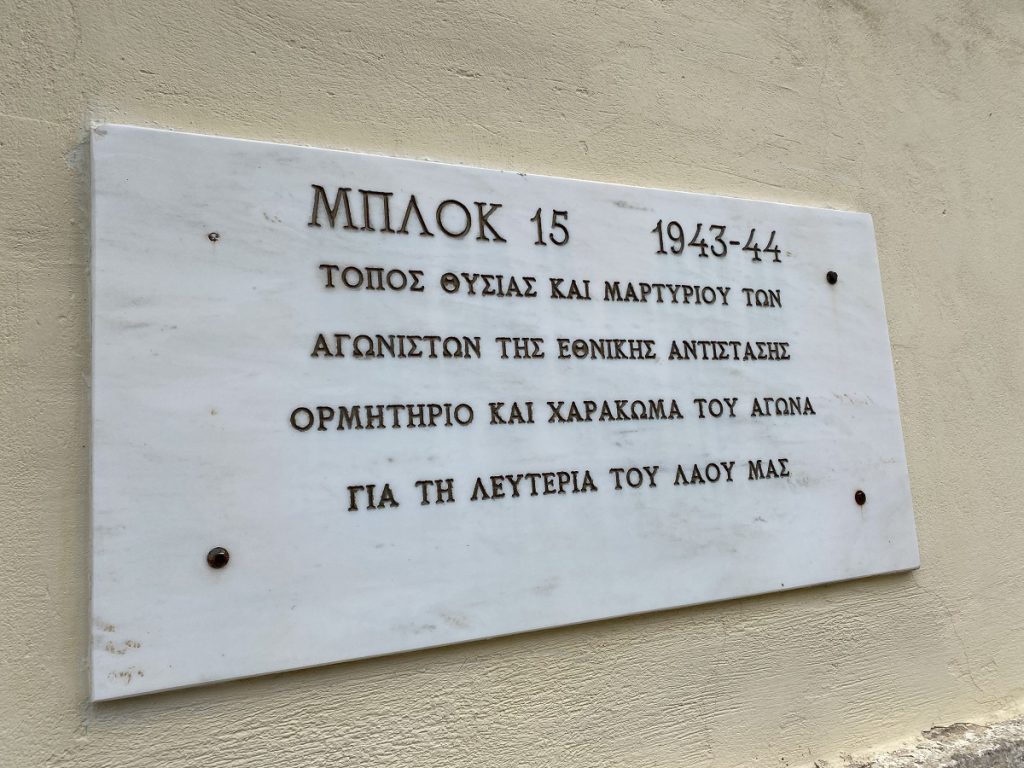 ΜΠΛΟΚ 15 1943-44
ΤΟΠΟΣ ΘΥΣΙΑΣ ΚΑΙ ΜΑΡΤΥΡΙΟΥ ΤΩΝ
ΑΓΩΝΙΣΤΩΝ ΤΗΣ ΕΘΝΙΚΗΣ ΑΝΤΙΣΤΑΣΗΣ
ΟΡΜΗΤΗΡΙΟ ΚΑΙ ΧΑΡΑΚΩΜΑ ΤΟΥ ΑΓΩΝΑ
ΓΙΑ ΤΗ ΛΕΥΤΕΡΙΑ ΤΟΥ ΛΑΟΥ ΜΑΣ